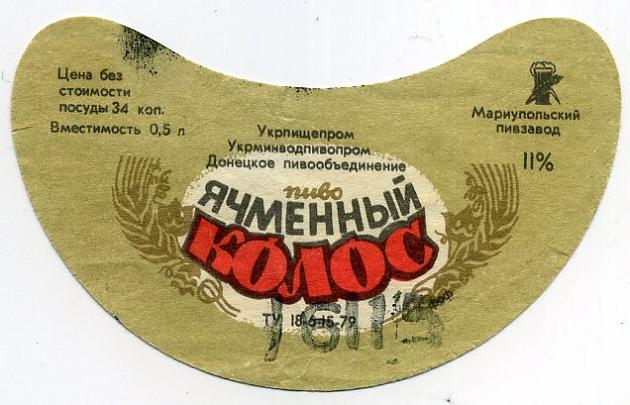 Цена без
стоимости
посуды 34 коп.
Вместимость 0,5 л
Укрпищепром
Укрминводпивопром
Донецкое пивообъединение
Мариупольский
пивзавод
11%
пиво
ЯЧМЕННЫЙ
КОЛОС
ТУ 18-6-15-79